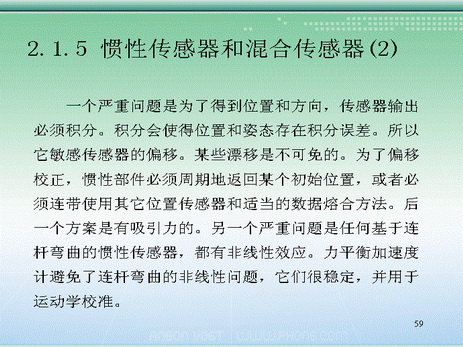 2.1.5 惯性传感器和混合传感器(2)
一个严重问题是为了得到位置和方向，传感器输出
必须积分。积分会使得位置和姿态存在积分误差。所以
它敏感传感器的偏移。某些漂移是不可免的。为了偏移
校正，惯性部件必须周期地返回某个初始位置，或者必
须连带使用其它位置传感器和适当的数据熔合方法。后
一个方案是有吸引力的。另一个严重问题是任何基于连
杆弯曲的惯性传感器，都有非线性效应。力平衡加速度
计避免了连杆弯曲的非线性问题，它们很稳定，并用于
运动学校准。
59